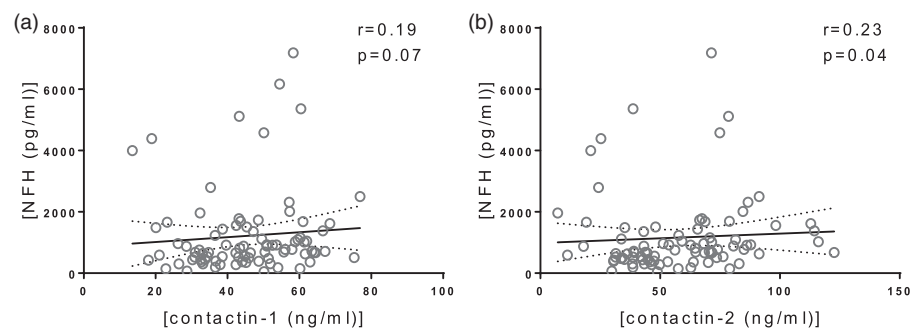 (a)
8000
6000
4000
2000
0
[NFH (pg/ml)]
r=0.19
p=0.07
0 20 40 60 80 100
[contactin-1 (ng/ml)]
(b)
8000
6000
4000
2000
0
[NFH (pg/ml)]
r=0.23
p=0.04
0 50 100 150
[contactin-2 (ng/ml)]